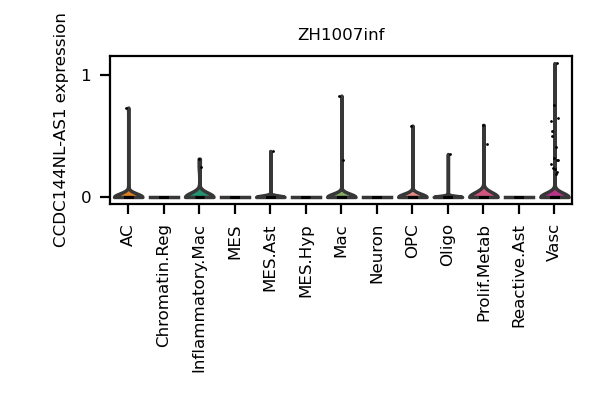 ZH1007inf
CCDC144NL-AS1 expression
1
0
AC
Chromatin.Reg
Inflammatory.Mac
MES
MES.Ast
MES.Hyp
Mac
Neuron
OPC
Oligo
Prolif.Metab
Reactive.Ast
Vasc